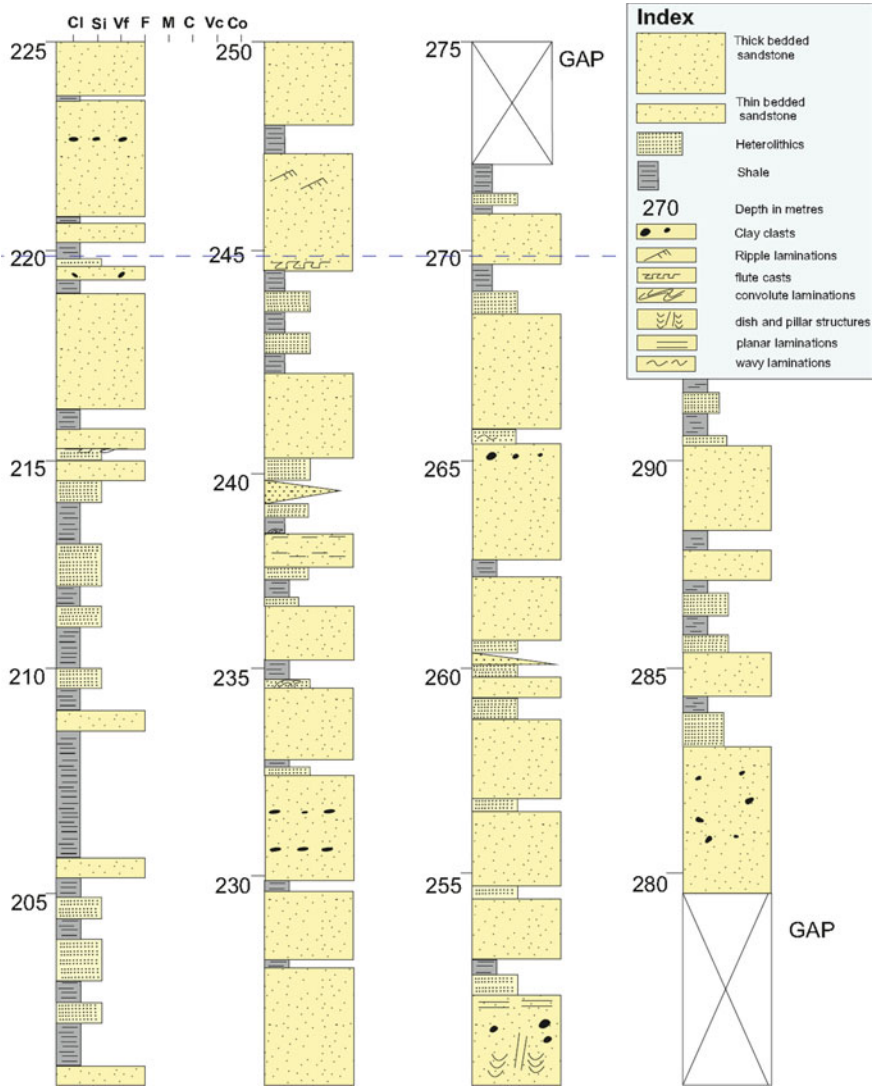 Cl Si Vf F M C Vc Co
225
220
215
210
205
250
245
240
235
230
275
GAP
270
265
260
255
290
285
280
GAP
Index
Thick bedded
sandstone
Thin bedded
sandstone
Heterolithics
Shale
270 Depth in metres
Clay clasts
Ripple laminations
flute casts
convolute laminations
dish and pillar structures
planar laminations
wavy laminations